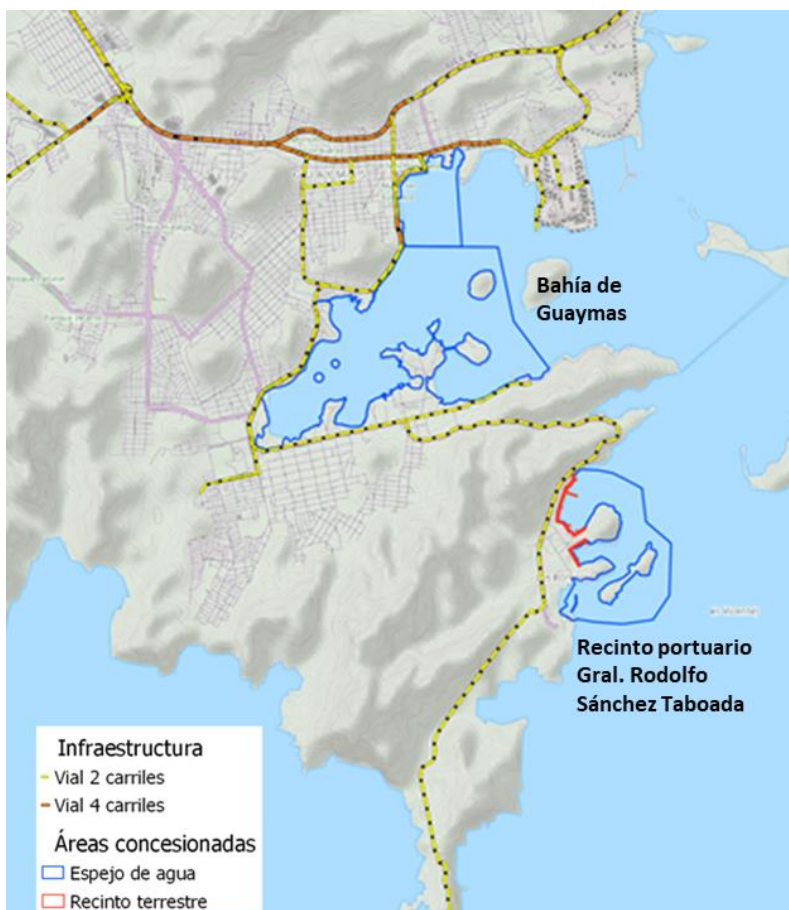 Bahía de
Guaymas
Recinto portuario
Gral. Rodolfo
Sánchez Taboada
Infraestructura
Vial 2 carriles
Vial 4 carriles
Áreas concesionadas
Espejo de agua
Recinto terrestre